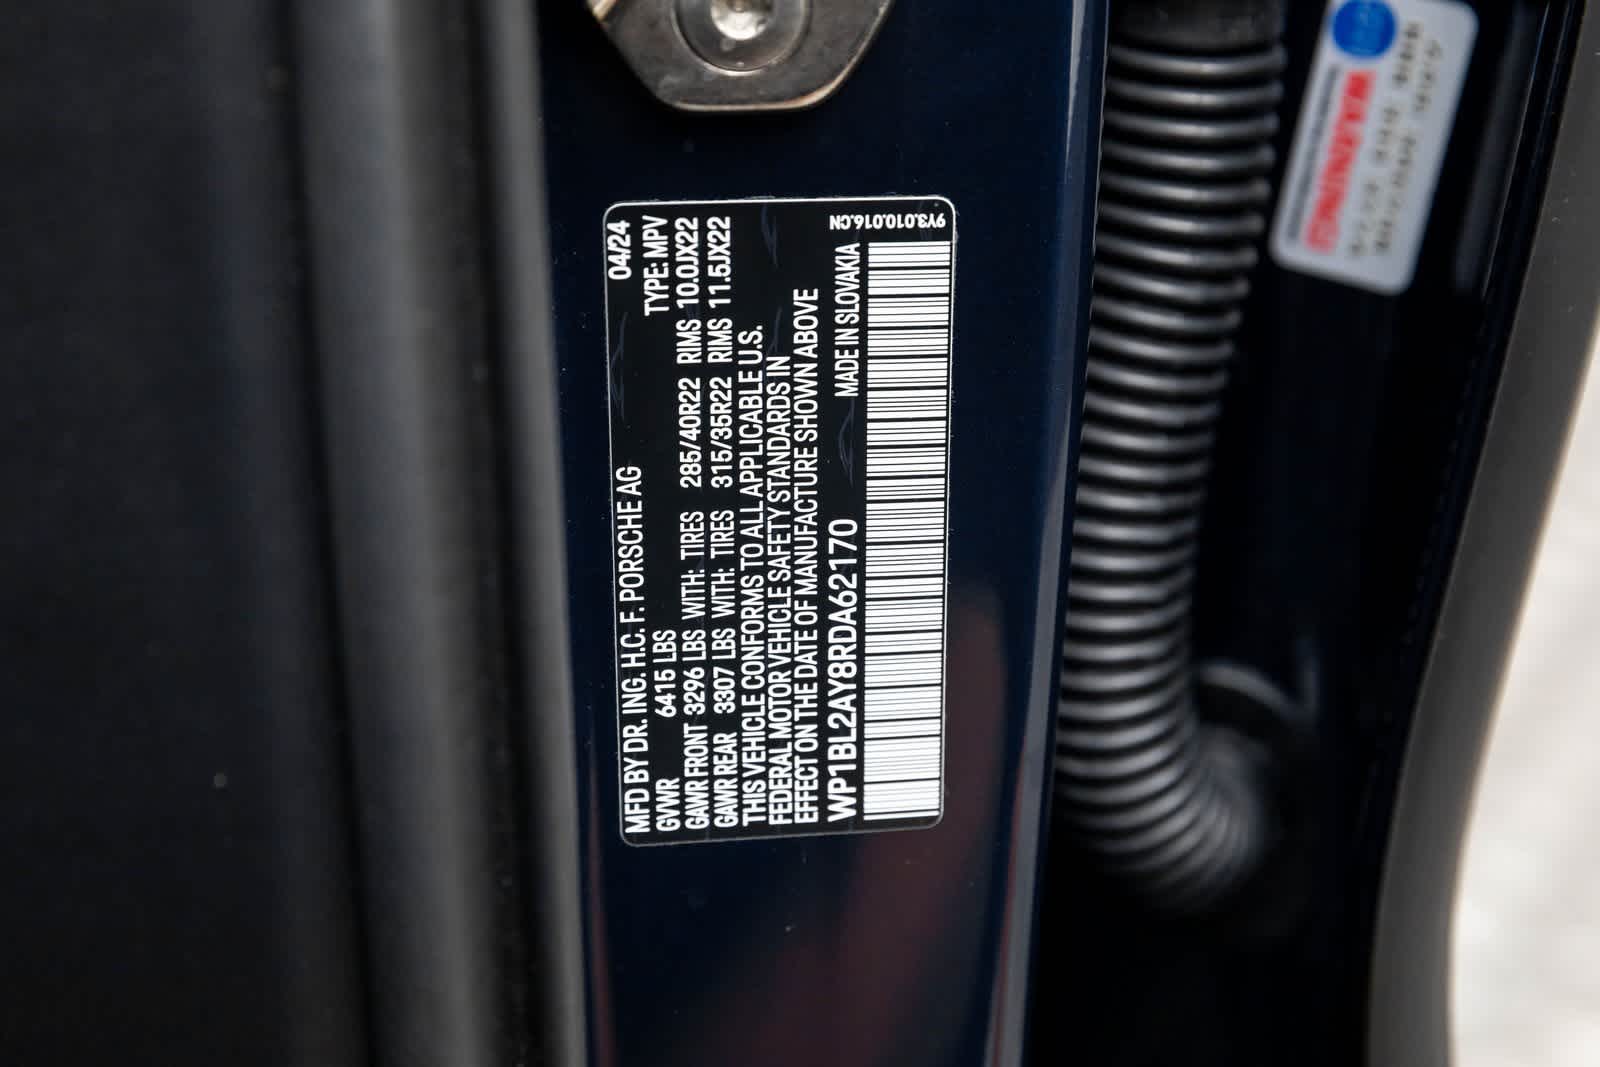 MFD BY DR. ING. H.C. F. PORSCHE AG 04/24
GVWR 6415 LBS TYPE: MPV
GAWR FRONT 3296 LBS WITH: TIRES 285/40R22 RIMS 10.0JX22
GAWR REAR 3307 LBS WITH: TIRES 315/35R22 RIMS 11.5JX22
THIS VEHICLE CONFORMS TO ALL APPLICABLE U.S.
FEDERAL MOTOR VEHICLE SAFETY STANDARDS IN
EFFECT ON THE DATE OF MANUFACTURE SHOWN ABOVE
WP1BL2AY8RDA62170 MADE IN SLOVAKIA
9Y3.010.016.CN
WARNING